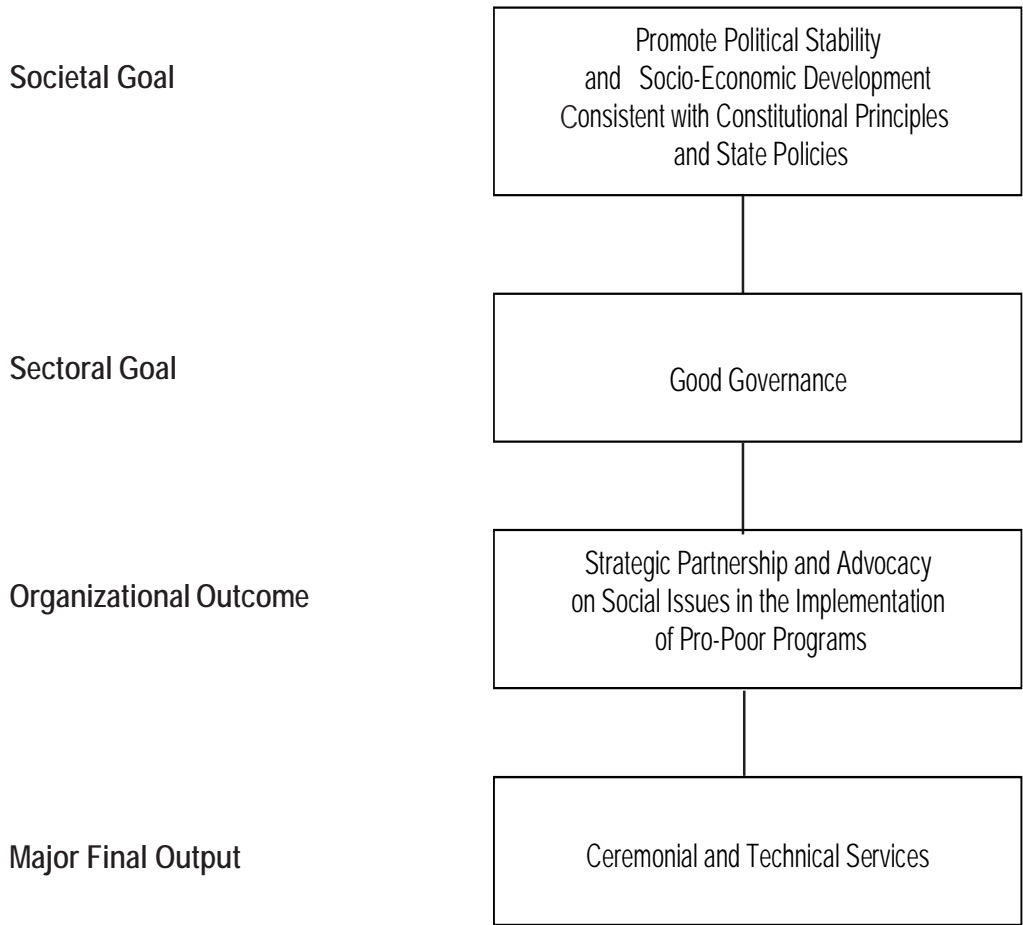 Societal Goal
Promote Political Stability
and Socio-Economic Development
Consistent with Constitutional Principles
and State Policies
Sectoral Goal
Good Governance
Organizational Outcome
Strategic Partnership and Advocacy
on Social Issues in the Implementation
of Pro-Poor Programs
Major Final Output
Ceremonial and Technical Services